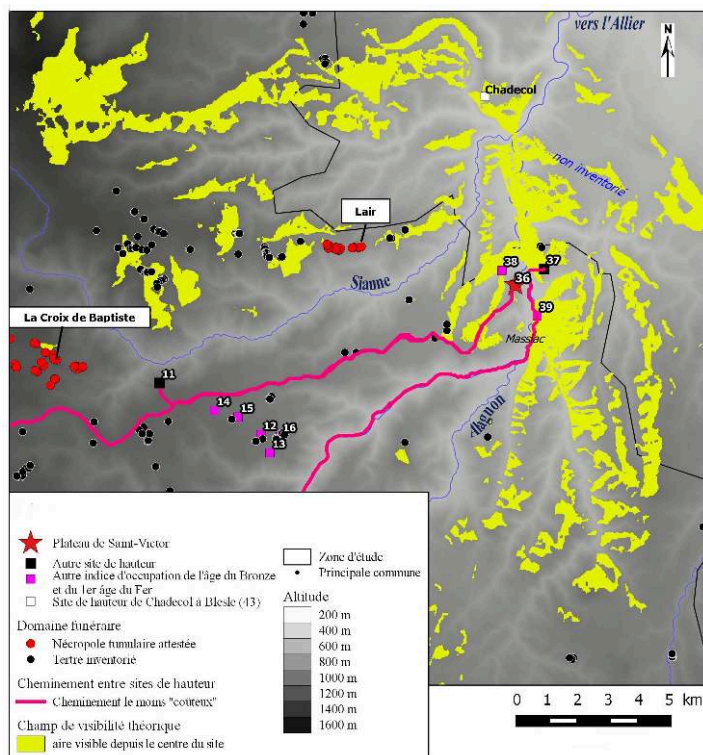 vers l'Allier
N
Chadecol
non inventorié
Lair
38
37
36
Sianne
39
La Croix de Baptiste
Massiac
11
14
15
12
16
13
Alagnon
Plateau de Saint-Victor
Autre site de hauteur
Autre indice d'occupation de l'âge du Bronze
et du 1er âge du Fer
Site de hauteur de Chadecol à Blesle (43)
Domaine funéraire
Nécropole tumulaire attestée
Tertre inventorié
Cheminement entre sites de hauteur
Cheminement le moins "coûteux"
Champ de visibilité théorique
aire visible depuis le centre du site
Zone d'étude
Principale commune
Altitude
200 m
400 m
600 m
800 m
1000 m
1200 m
1400 m
1600 m
0 1 2 3 4 5 km